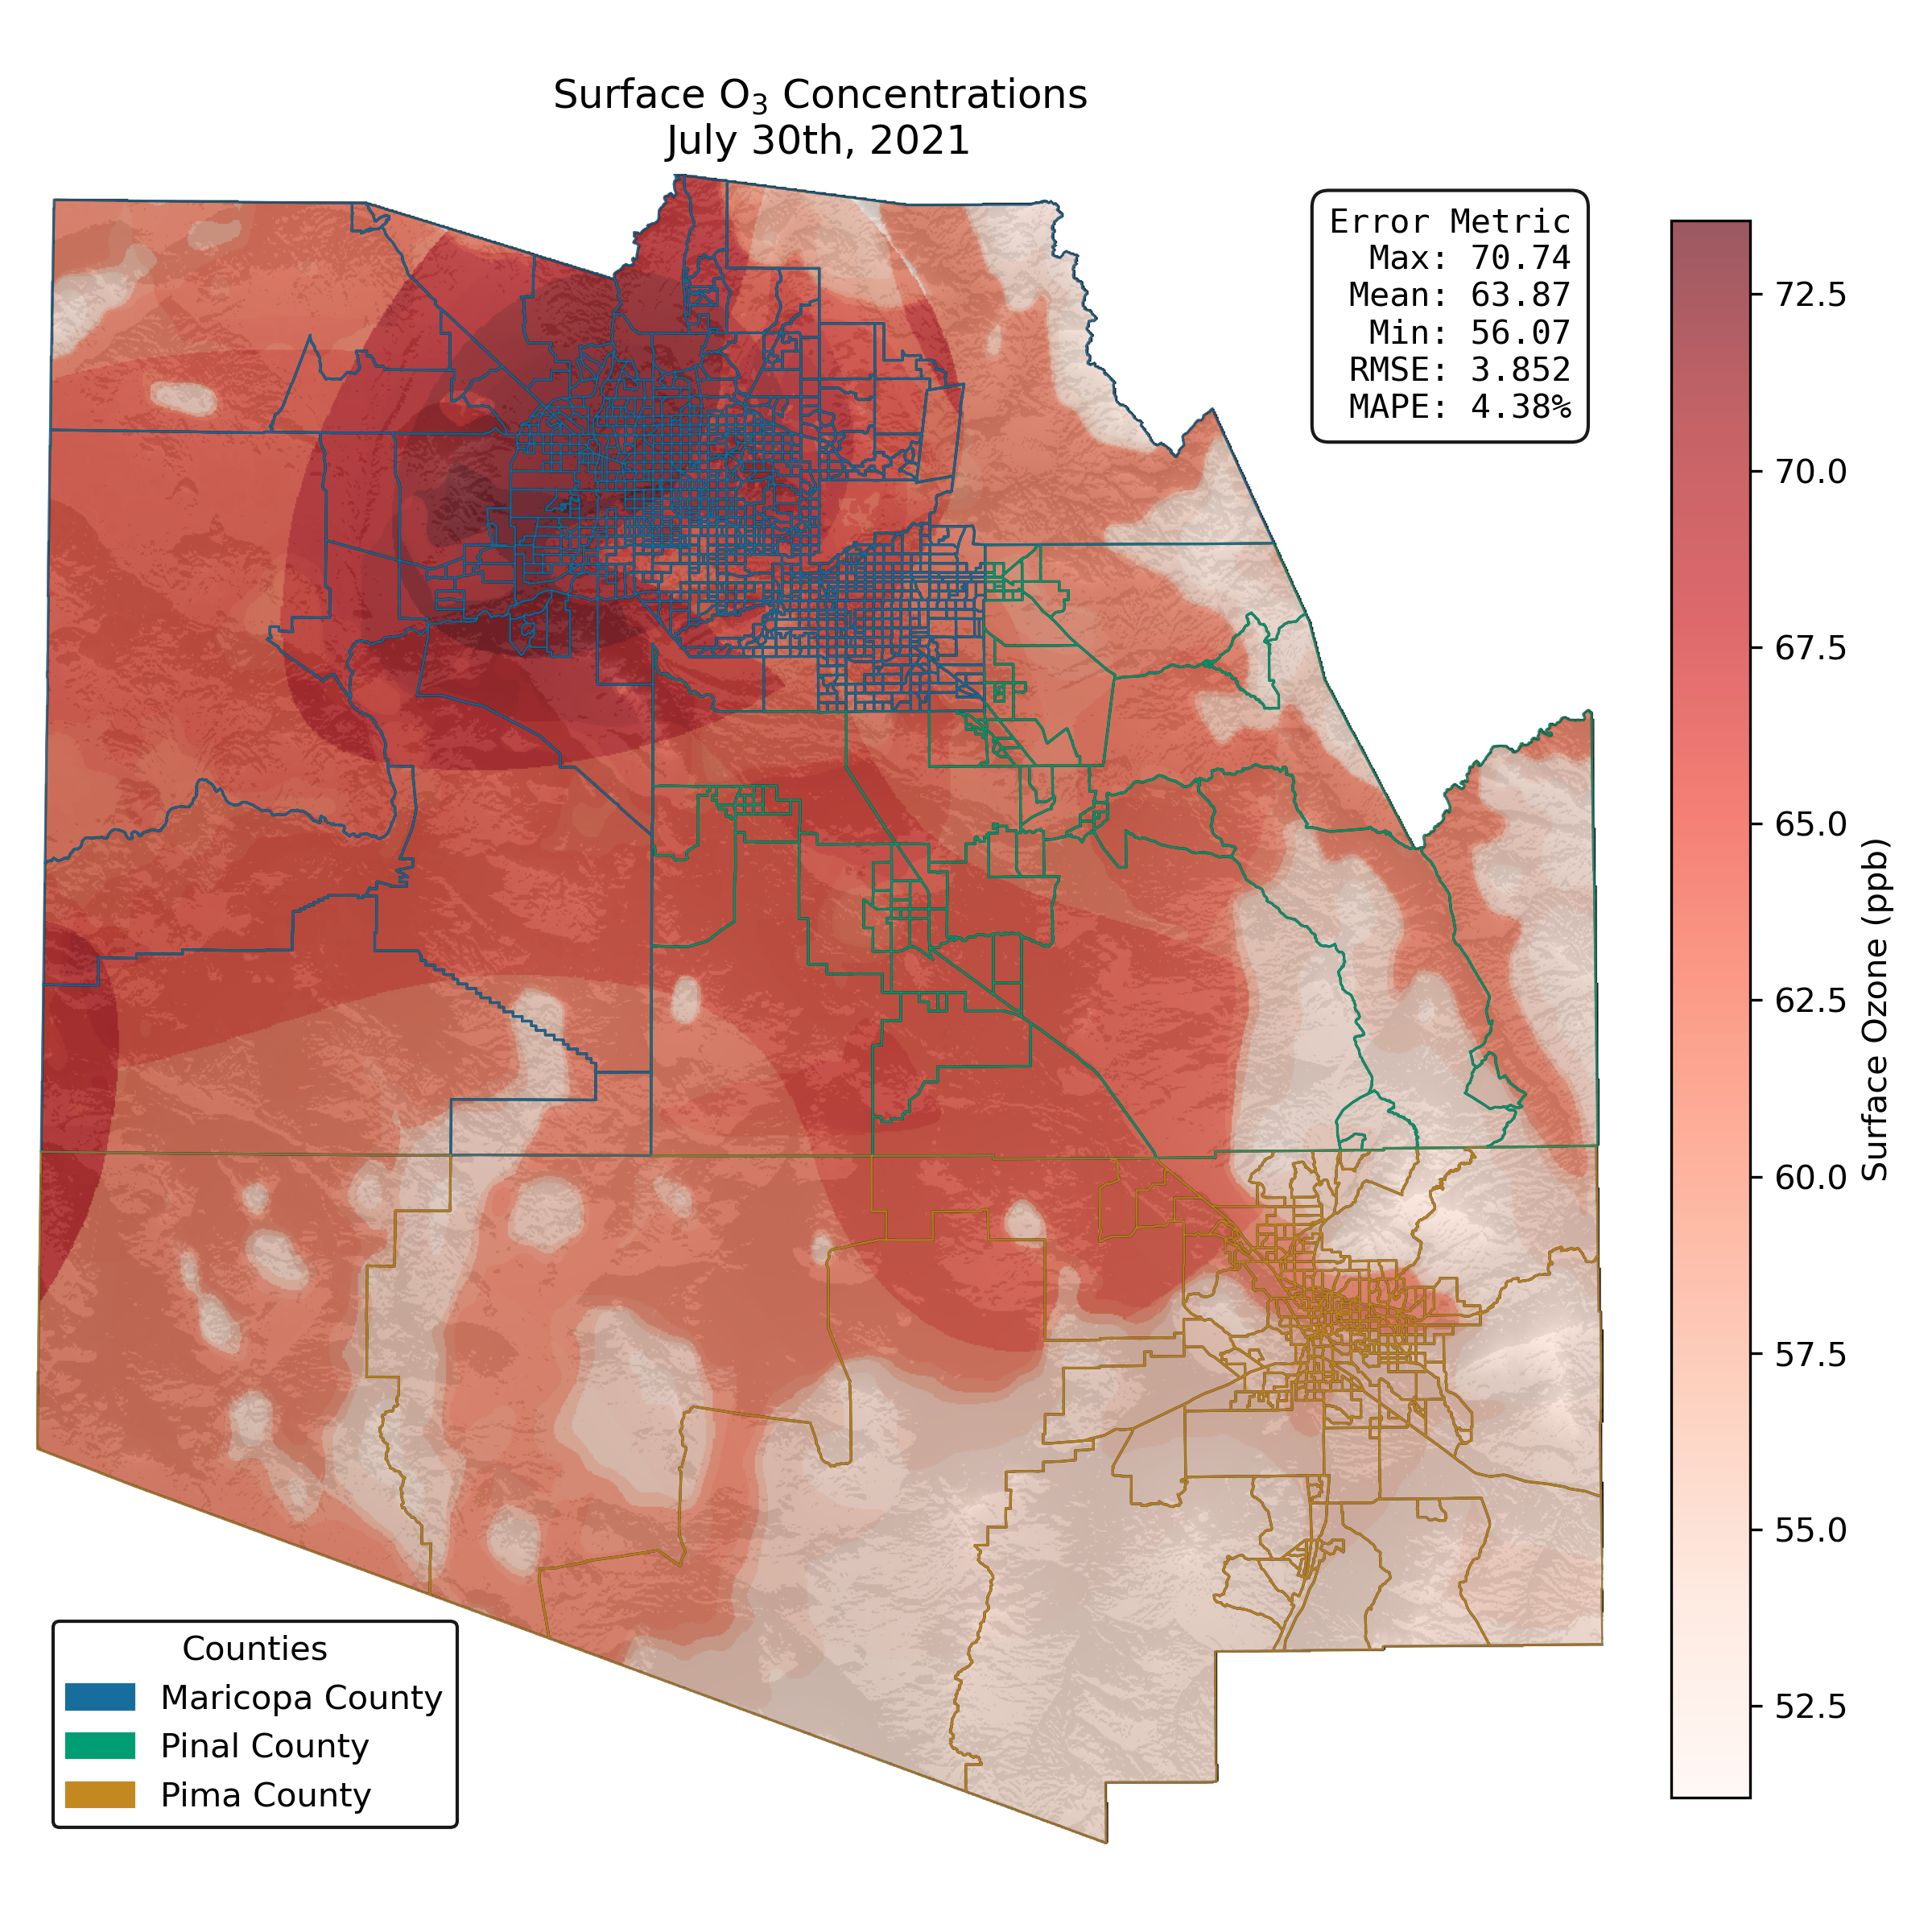 Surface O₃ Concentrations
July 30th, 2021
Error Metric
Max: 70.74
Mean: 63.87
Min: 56.07
RMSE: 3.852
MAPE: 4.38%
72.5
70.0
67.5
65.0
62.5
60.0
57.5
55.0
52.5
Surface Ozone (ppb)
Counties
Maricopa County
Pinal County
Pima County